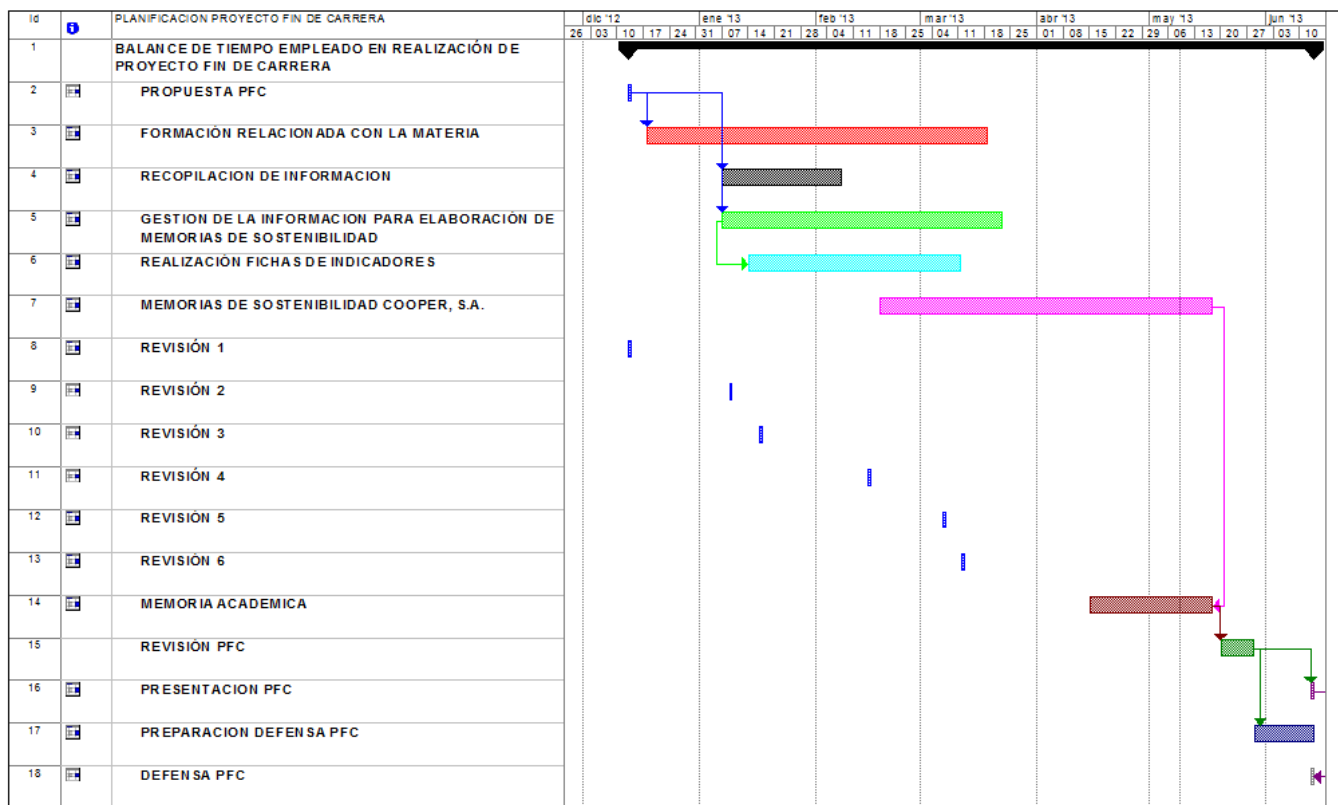 Id PLANIFICACION PROYECTO FIN DE CARRERA dic '12 ene '13 feb '13 mar '13 abr '13 may '13 jun '13
26 03 10 17 24 31 07 14 21 28 04 11 18 25 04 11 18 25 01 08 15 22 29 06 13 20 27 03 10
1 BALANCE DE TIEMPO EMPLEADO EN REALIZACIÓN DE
PROYECTO FIN DE CARRERA
2 PROPUESTA PFC
3 FORMACIÓN RELACIONADA CON LA MATERIA
4 RECOPILACION DE INFORMACION
5 GESTION DE LA INFORMACION PARA ELABORACIÓN DE
MEMORIAS DE SOSTENIBILIDAD
6 REALIZACIÓN FICHAS DE INDICADORES
7 MEMORIAS DE SOSTENIBILIDAD COOPER, S.A.
8 REVISIÓN 1
9 REVISIÓN 2
10 REVISIÓN 3
11 REVISIÓN 4
12 REVISIÓN 5
13 REVISIÓN 6
14 MEMORIA ACADEMICA
15 REVISIÓN PFC
16 PRESENTACION PFC
17 PREPARACION DEFENSA PFC
18 DEFENSA PFC